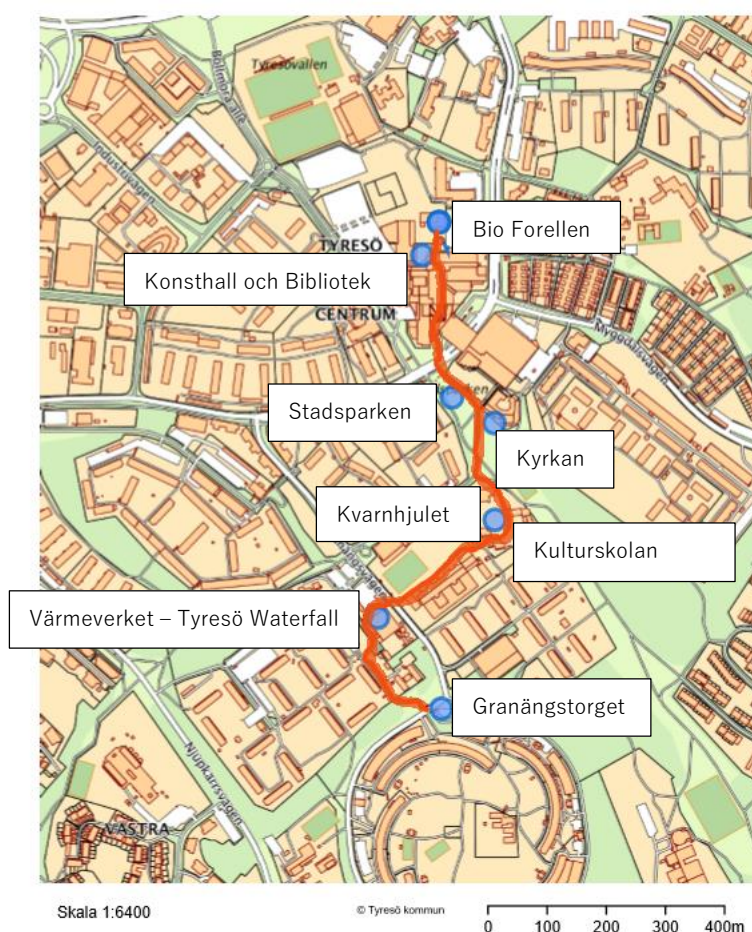 Bollmora allé
Tyresövallen
Industrivägen
Bio Forellen
TYRESÖ
Konsthall och Bibliotek
CENTRUM
Myggdalsvägen
Stadsparken
Kyrkan
Kvarnhjulet
Kulturskolan
Värmeverket – Tyresö Waterfall
Granängstorget
Njupkärrsvägen
VÄSTRA
Skala 1:6400
© Tyresö kommun
0 100 200 300 400m